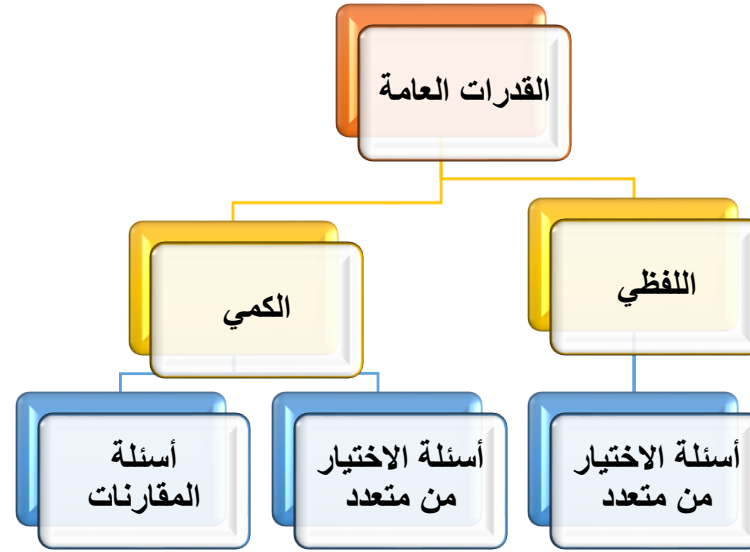 القدرات العامة
اللفظي
الكمي
أسئلة الاختيار
من متعدد
أسئلة الاختيار
من متعدد
أسئلة
المقارنات